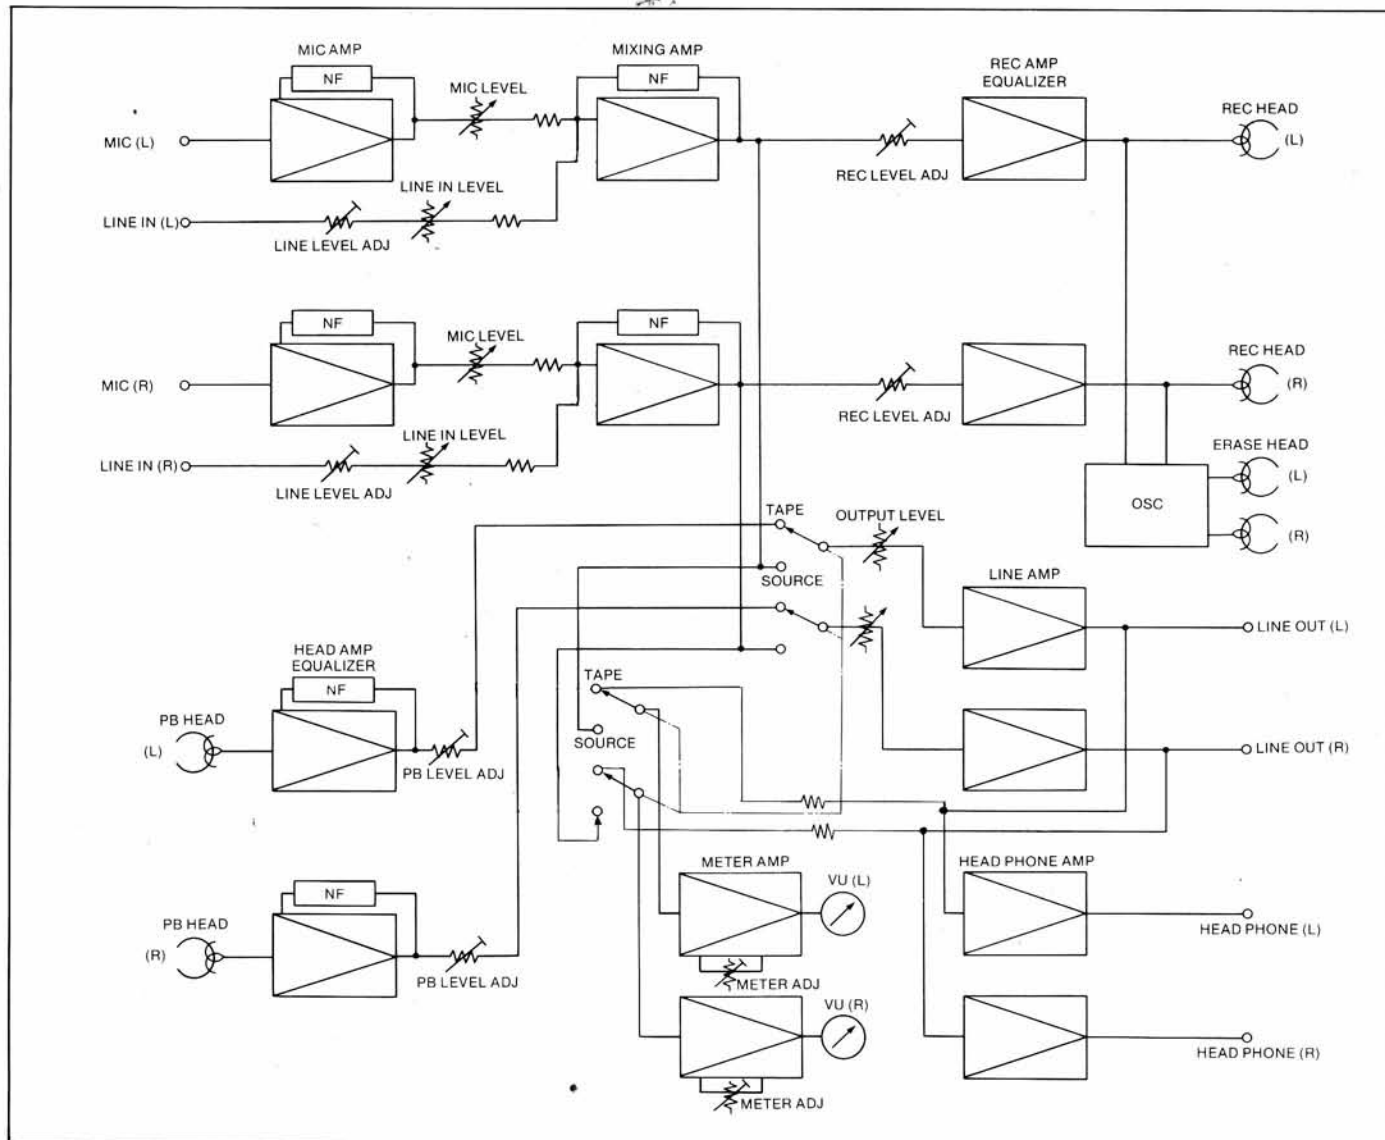 MIC AMP
NF
MIC LEVEL
MIXING AMP
NF
REC AMP
EQUALIZER
REC HEAD
(L)
MIC (L)
REC LEVEL ADJ
LINE IN LEVEL
LINE IN (L)
LINE LEVEL ADJ
NF
MIC LEVEL
NF
REC HEAD
(R)
MIC (R)
REC LEVEL ADJ
LINE IN LEVEL
LINE IN (R)
LINE LEVEL ADJ
ERASE HEAD
(L)
OSC
(R)
TAPE
OUTPUT LEVEL
SOURCE
LINE AMP
LINE OUT (L)
HEAD AMP
EQUALIZER
NF
PB HEAD
(L)
PB LEVEL ADJ
TAPE
SOURCE
LINE OUT (R)
NF
PB HEAD
(R)
PB LEVEL ADJ
METER AMP
VU (L)
METER ADJ
HEAD PHONE AMP
HEAD PHONE (L)
VU (R)
METER ADJ
HEAD PHONE (R)